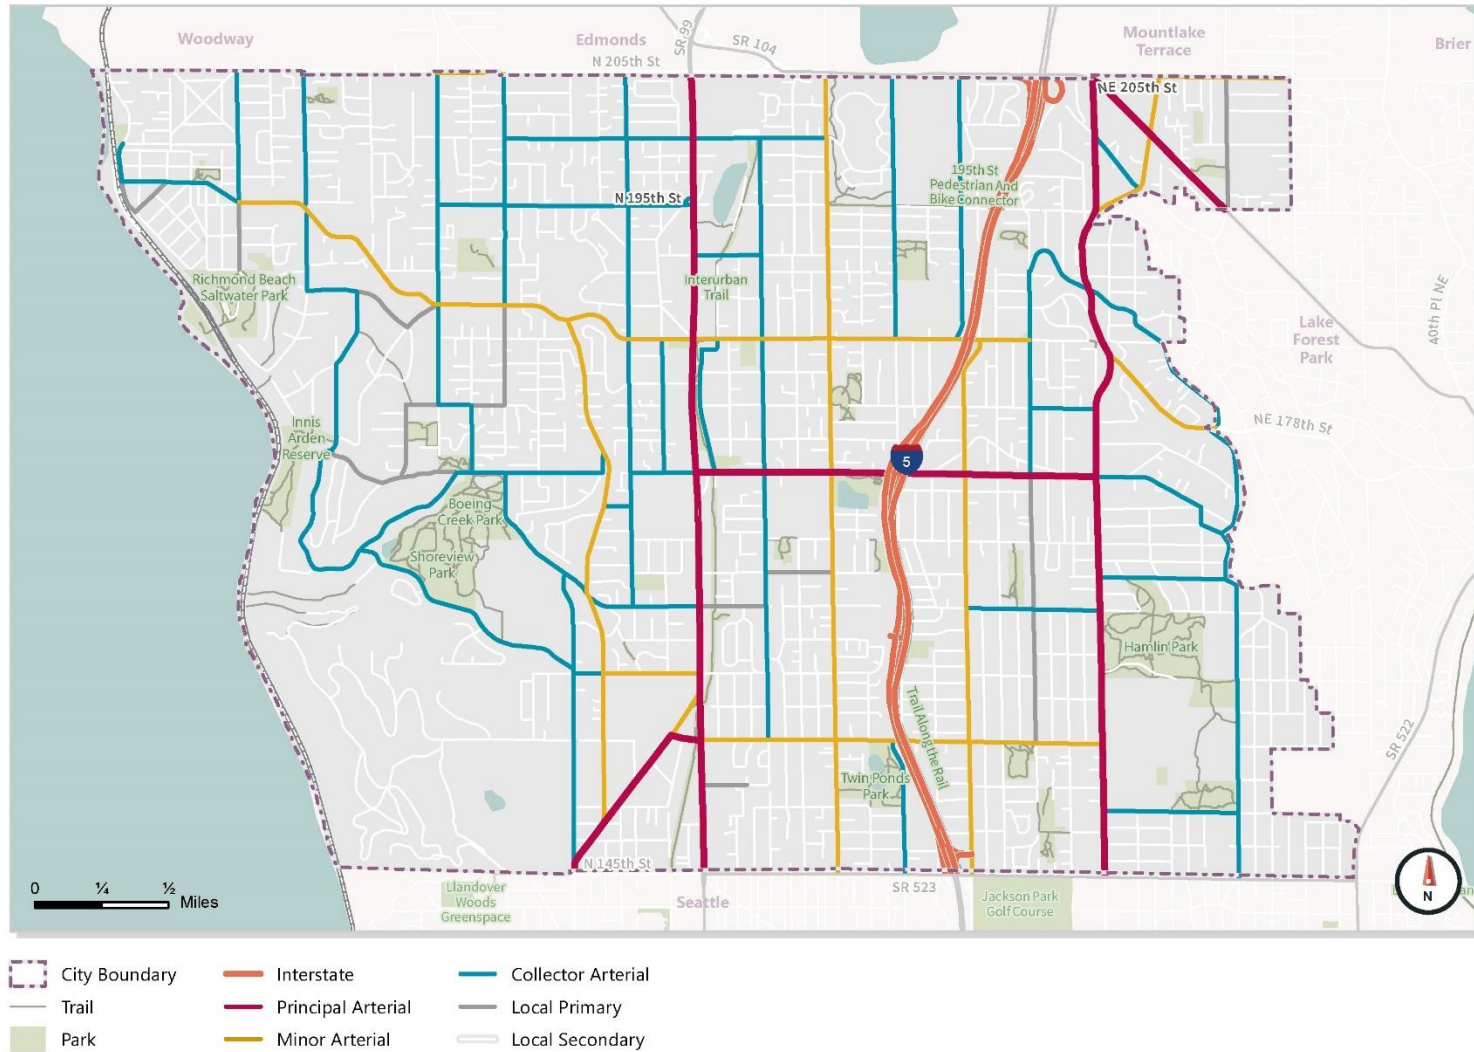 Woodway
Edmonds
SR 99
SR 104
N 205th St
Mountlake
Terrace
Brier
NE 205th St
195th St
Pedestrian And
Bike Connector
N 195th St
Richmond Beach
Saltwater Park
Interurban
Trail
Lake
Forest
Park
40th Pl NE
Innis
Arden
Reserve
NE 178th St
5
Boeing
Creek Park
Shoreview
Park
Hamlin Park
Trail Along the Rail
SR 522
Twin Ponds
Park
N 145th St
0 ¼ ½
Miles
Llandover
Woods
Greenspace
Seattle
SR 523
Jackson Park
Golf Course
N
City Boundary
Interstate
Collector Arterial
Trail
Principal Arterial
Local Primary
Park
Minor Arterial
Local Secondary